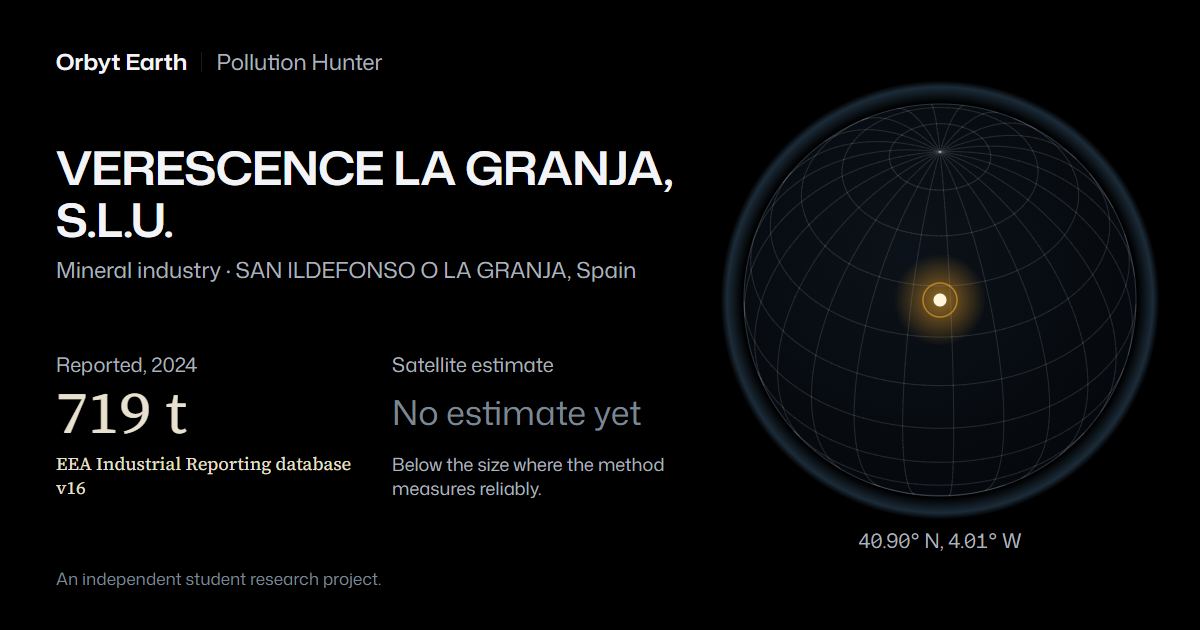 Orbyt Earth | Pollution Hunter
VERESCENCE LA GRANJA,
S.L.U.
Mineral industry · SAN ILDEFONSO O LA GRANJA, Spain
Reported, 2024
719 t
EEA Industrial Reporting database
v16
Satellite estimate
No estimate yet
Below the size where the method
measures reliably.
40.90° N, 4.01° W
An independent student research project.